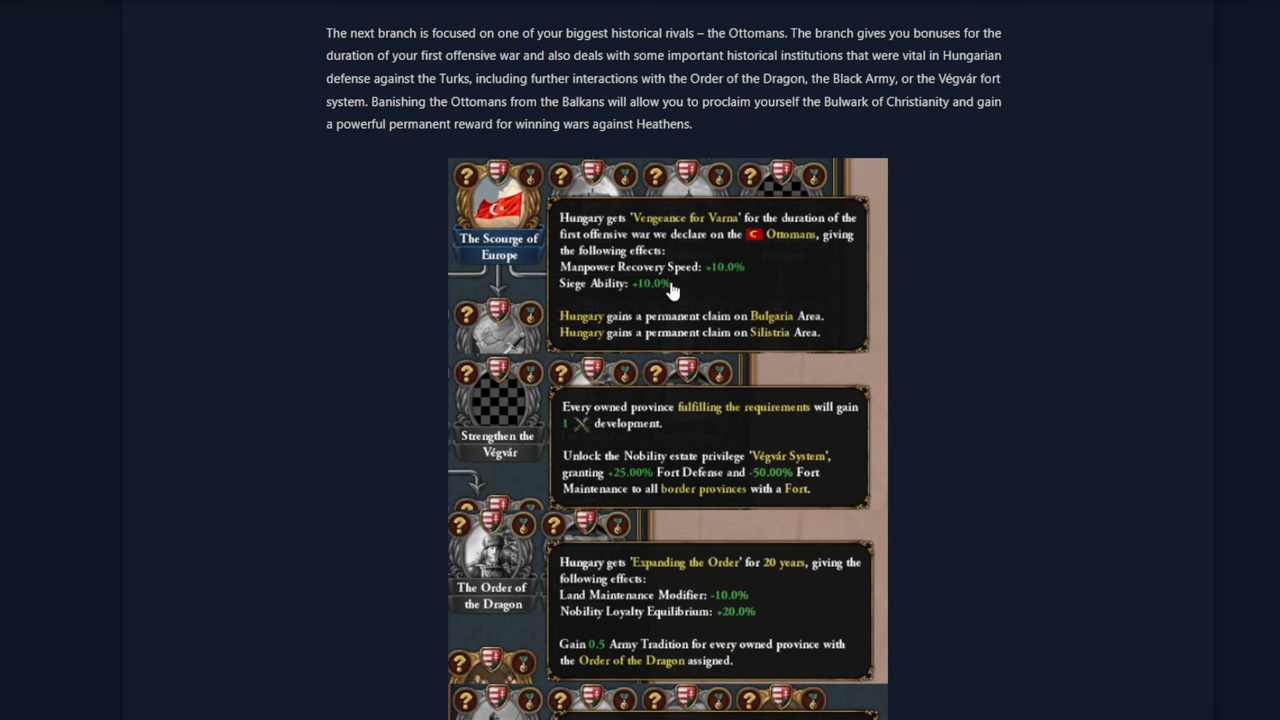 The next branch is focused on one of your biggest historical rivals – the Ottomans. The branch gives you bonuses for the
duration of your first offensive war and also deals with some important historical institutions that were vital in Hungarian
defense against the Turks, including further interactions with the Order of the Dragon, the Black Army, or the Végvár fort
system. Banishing the Ottomans from the Balkans will allow you to proclaim yourself the Bulwark of Christianity and gain
a powerful permanent reward for winning wars against Heathens.
The Scourge of
Europe
Hungary gets 'Vengeance for Varna' for the duration of the
first offensive war we declare on the Ottomans, giving
the following effects:
Manpower Recovery Speed: +10.0%
Siege Ability: +10.0%
Hungary gains a permanent claim on Bulgaria Area.
Hungary gains a permanent claim on Silistria Area.
Strengthen the
Végvár
Every owned province fulfilling the requirements will gain
1 development.
Unlock the Nobility estate privilege 'Végvár System',
granting +25.00% Fort Defense and -50.00% Fort
Maintenance to all border provinces with a Fort.
The Order of
the Dragon
Hungary gets 'Expanding the Order' for 20 years, giving the
following effects:
Land Maintenance Modifier: -10.0%
Nobility Loyalty Equilibrium: +20.0%
Gain 0.5 Army Tradition for every owned province with
the Order of the Dragon assigned.